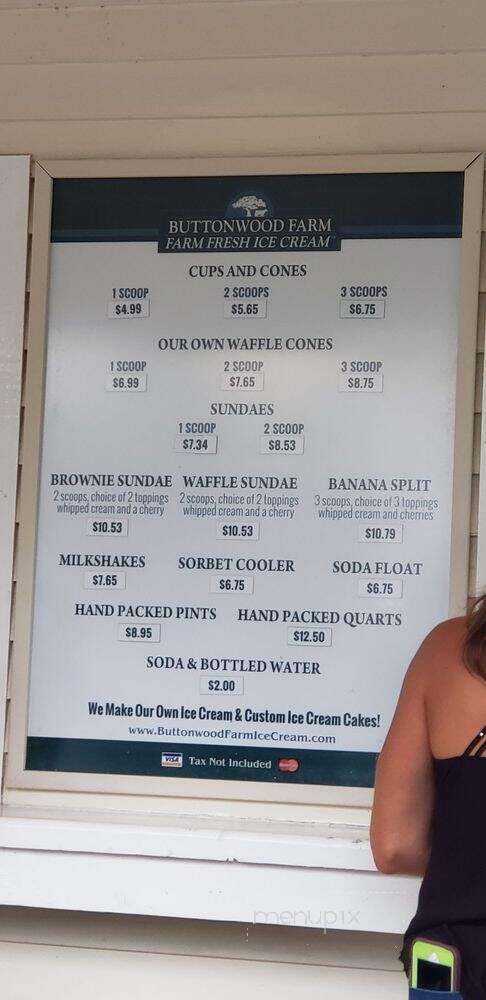 BUTTONWOOD FARM
FARM FRESH ICE CREAM
CUPS AND CONES
1 SCOOP 2 SCOOPS 3 SCOOPS
$4.99 $5.65 $6.75
OUR OWN WAFFLE CONES
1 SCOOP 2 SCOOP 3 SCOOP
$6.99 $7.65 $8.75
SUNDAES
1 SCOOP 2 SCOOP
$7.34 $8.53
BROWNIE SUNDAE WAFFLE SUNDAE BANANA SPLIT
2 scoops, choice of 2 toppings 2 scoops, choice of 2 toppings 3 scoops, choice of 3 toppings
whipped cream and a cherry whipped cream and a cherry whipped cream and cherries
$10.53 $10.53 $10.79
MILKSHAKES SORBET COOLER SODA FLOAT
$7.65 $6.75 $6.75
HAND PACKED PINTS HAND PACKED QUARTS
$8.95 $12.50
SODA & BOTTLED WATER
$2.00
We Make Our Own Ice Cream & Custom Ice Cream Cakes!
www.ButtonwoodFarmIceCream.com
VISA Tax Not Included
menupix